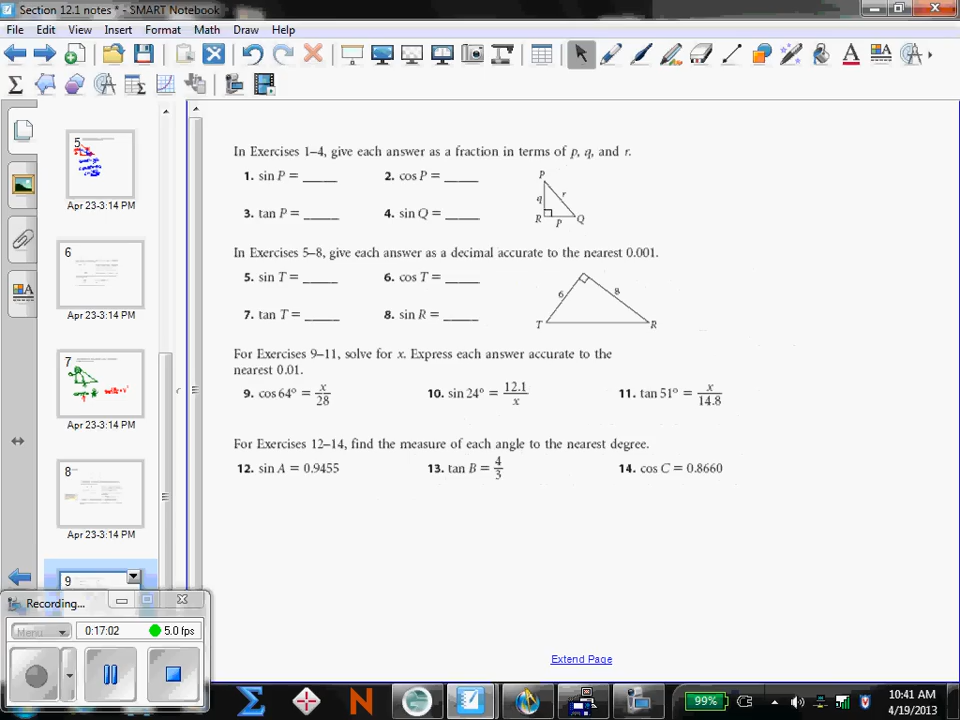 Section 12.1 notes * - SMART Notebook
File Edit View Insert Format Math Draw Help
5
Apr 23-3:14 PM
6
Apr 23-3:14 PM
7
Apr 23-3:14 PM
8
Apr 23-3:14 PM
9
In Exercises 1–4, give each answer as a fraction in terms of p, q, and r.
1. sin P = _____ 2. cos P = _____
3. tan P = _____ 4. sin Q = _____
P
q r
R p Q
In Exercises 5–8, give each answer as a decimal accurate to the nearest 0.001.
5. sin T = _____ 6. cos T = _____
7. tan T = _____ 8. sin R = _____
6 8
T R
For Exercises 9–11, solve for x. Express each answer accurate to the
nearest 0.01.
9. cos 64° = x/28 10. sin 24° = 12.1/x 11. tan 51° = x/14.8
For Exercises 12–14, find the measure of each angle to the nearest degree.
12. sin A = 0.9455 13. tan B = 4/3 14. cos C = 0.8660
Extend Page
Recording...
Menu
0:17:02 5.0 fps
99%
10:41 AM
4/19/2013